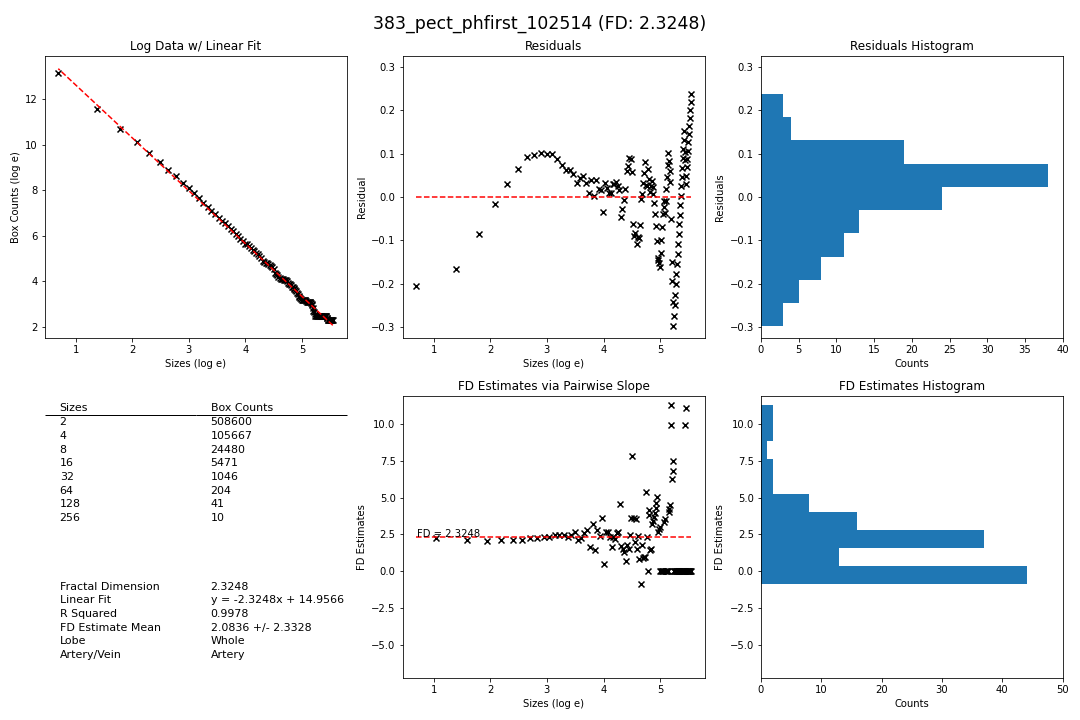 383_pect_phfirst_102514 (FD: 2.3248)
Log Data w/ Linear Fit
Box Counts (log e)
12
10
8
6
4
2
1 2 3 4 5
Sizes (log e)
Residuals
Residual
0.3
0.2
0.1
0.0
−0.1
−0.2
−0.3
1 2 3 4 5
Sizes (log e)
Residuals Histogram
Residuals
0.3
0.2
0.1
0.0
−0.1
−0.2
−0.3
0 5 10 15 20 25 30 35 40
Counts
Sizes Box Counts
2 508600
4 105667
8 24480
16 5471
32 1046
64 204
128 41
256 10
Fractal Dimension 2.3248
Linear Fit y = -2.3248x + 14.9566
R Squared 0.9978
FD Estimate Mean 2.0836 +/- 2.3328
Lobe Whole
Artery/Vein Artery
FD Estimates via Pairwise Slope
FD Estimates
10.0
7.5
5.0
2.5
0.0
−2.5
−5.0
FD = 2.3248
1 2 3 4 5
Sizes (log e)
FD Estimates Histogram
FD Estimates
10.0
7.5
5.0
2.5
0.0
−2.5
−5.0
0 10 20 30 40 50
Counts